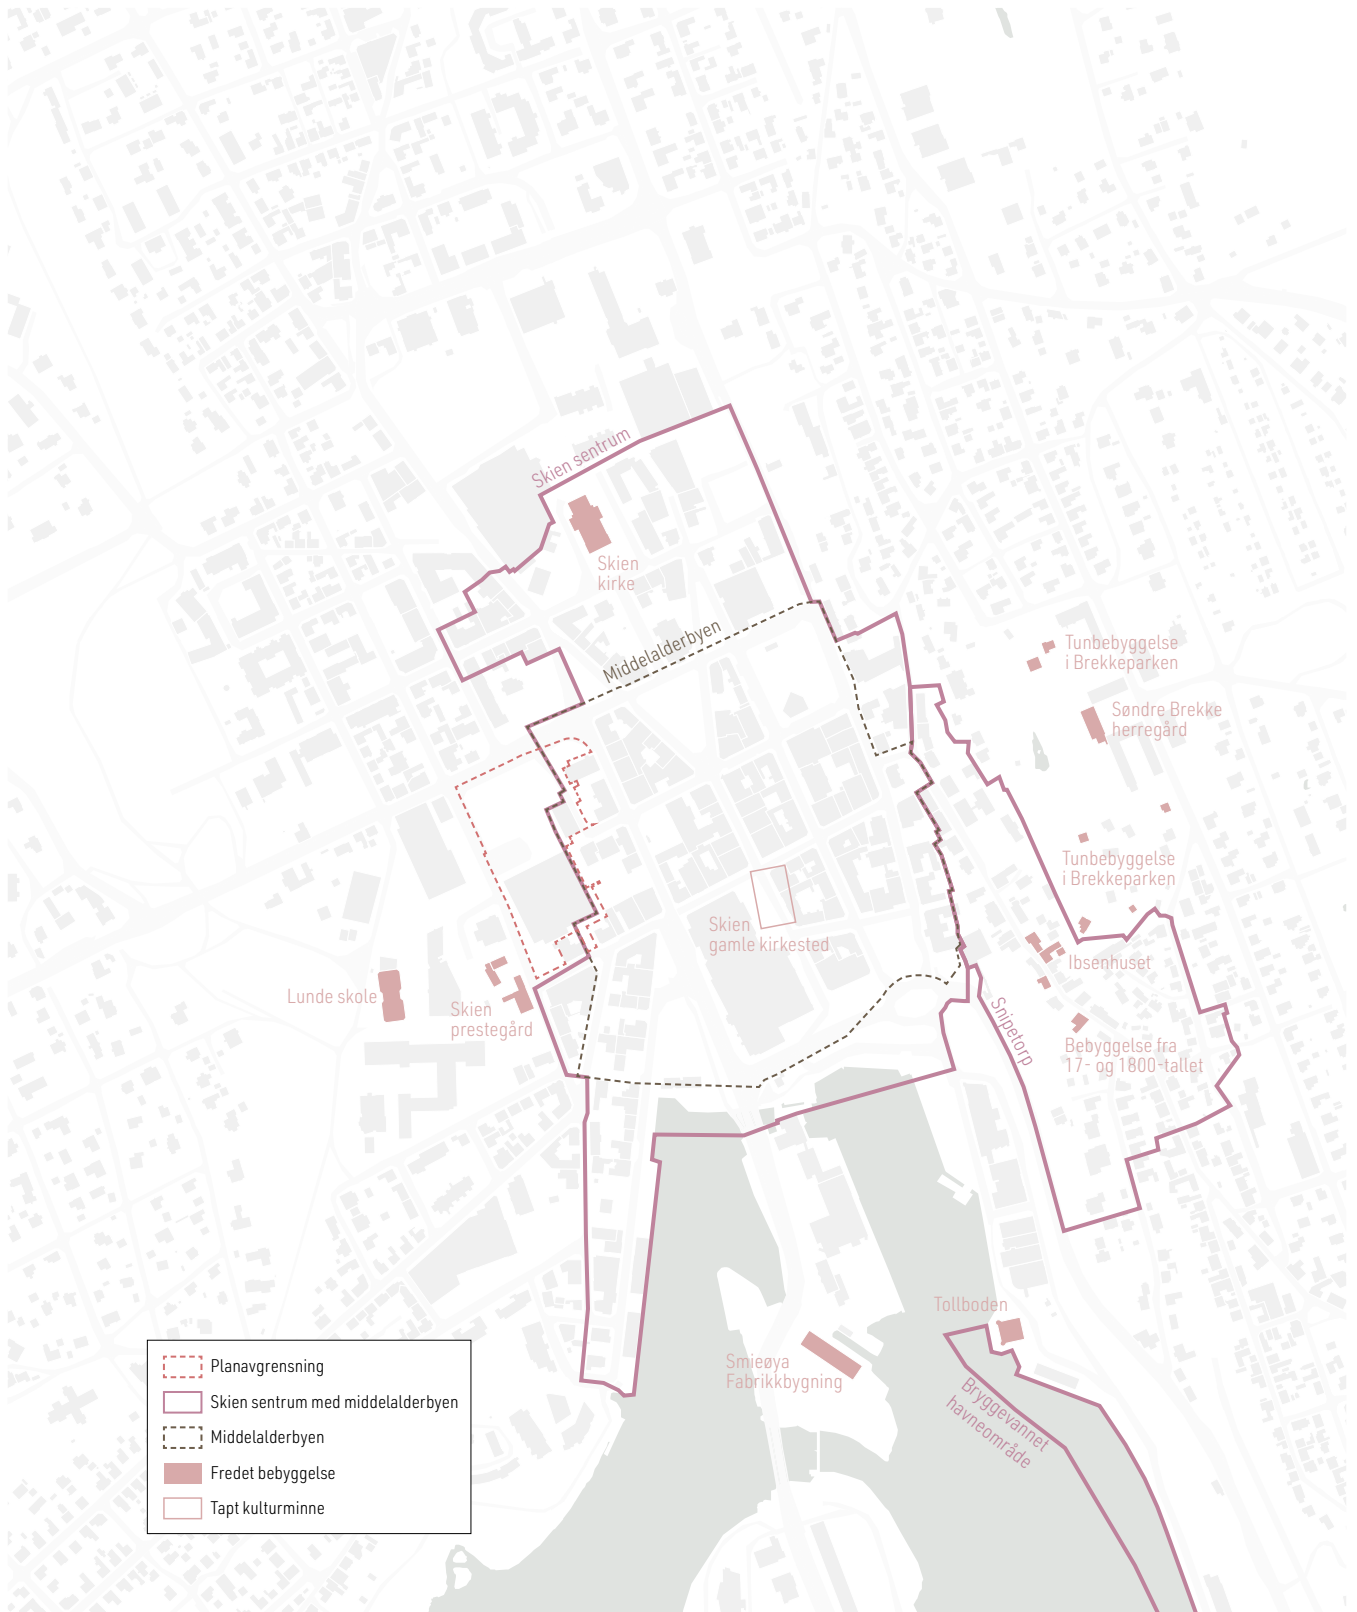 Skien sentrum
Skien
kirke
Middelalderbyen
Tunbebyggelse
i Brekkeparken
Søndre Brekke
herregård
Tunbebyggelse
i Brekkeparken
Skien
gamle kirkested
Ibsenhuset
Lunde skole
Skien
prestegård
Snipetorp
Bebyggelse fra
17- og 1800-tallet
Tollboden
Smieøya
Fabrikkbygning
Bryggevannet
havneområde
Planavgrensning
Skien sentrum med middelalderbyen
Middelalderbyen
Fredet bebyggelse
Tapt kulturminne